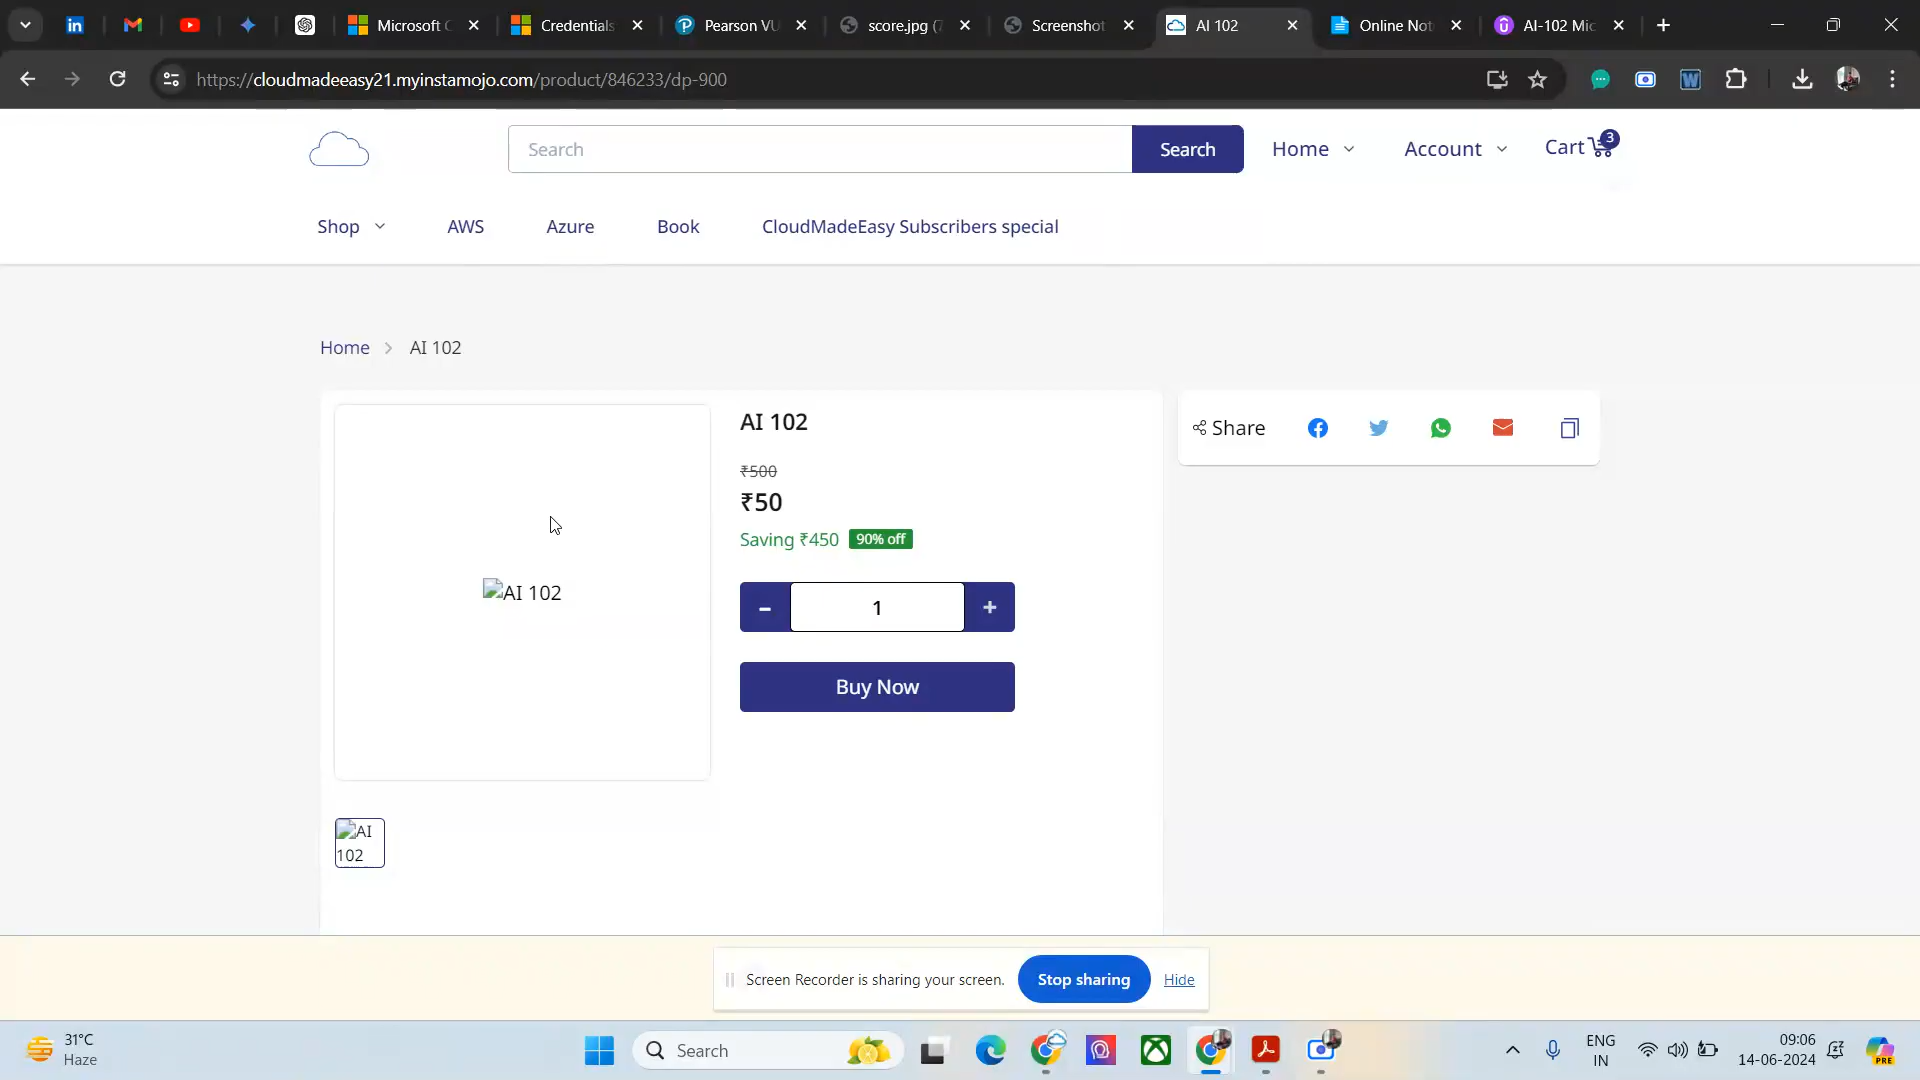 Microsoft C
Credentials
Pearson VU
score.jpg (7
Screenshot
AI 102
Online Not
AI-102 Mic
https://cloudmadeeasy21.myinstamojo.com/product/846233/dp-900
Search
Search
Home
Account
Cart
3
Shop
AWS
Azure
Book
CloudMadeEasy Subscribers special
Home
AI 102
AI 102
AI 102
₹500
₹50
Saving ₹450
90% off
1
Buy Now
AI
102
Share
Screen Recorder is sharing your screen.
Stop sharing
Hide
31°C
Haze
Search
ENG
IN
09:06
14-06-2024
PRE